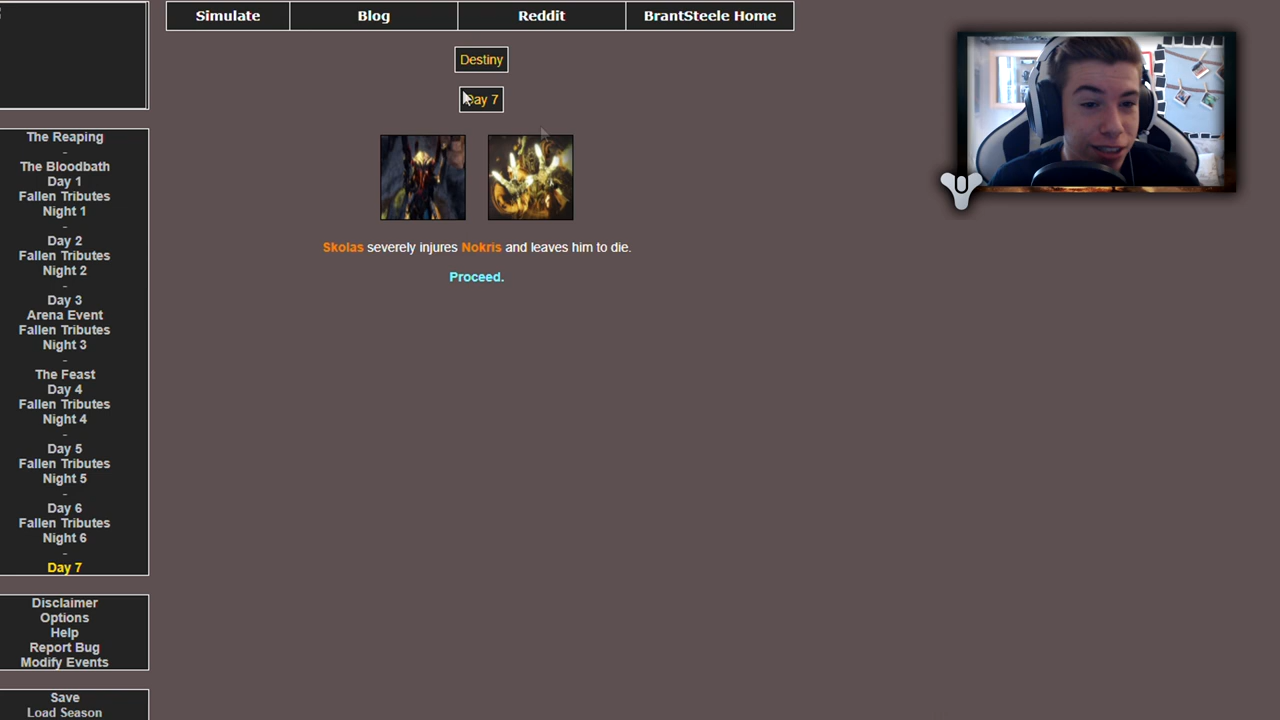 Simulate
Blog
Reddit
BrantSteele Home
Destiny
Day 7
Skolas severely injures Nokris and leaves him to die.
Proceed.
The Reaping
-
The Bloodbath
Day 1
Fallen Tributes
Night 1
-
Day 2
Fallen Tributes
Night 2
-
Day 3
Arena Event
Fallen Tributes
Night 3
-
The Feast
Day 4
Fallen Tributes
Night 4
-
Day 5
Fallen Tributes
Night 5
-
Day 6
Fallen Tributes
Night 6
-
Day 7
Disclaimer
Options
Help
Report Bug
Modify Events
Save
Load Season